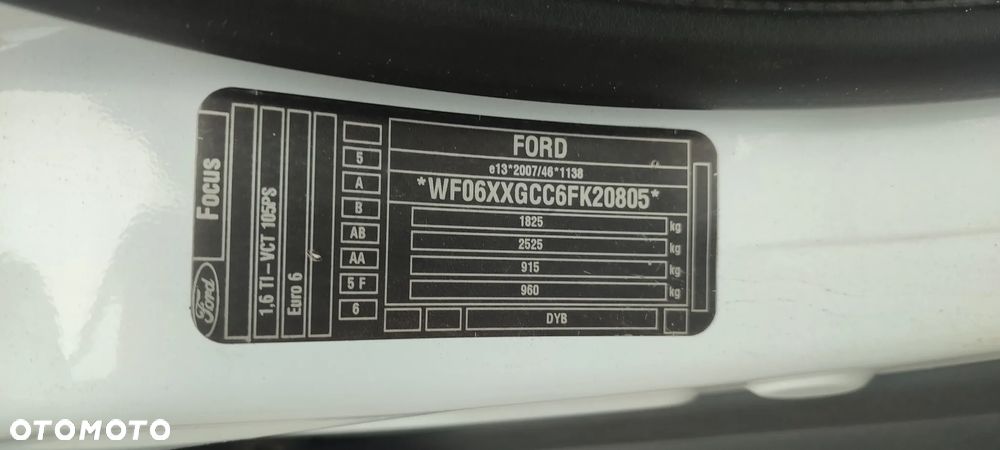 FORD
e13*2007/46*1138
*WF06XXGCC6FK20805*
1825 kg
2525 kg
915 kg
960 kg
DYB
5
A
B
AB
AA
5 F
6
Focus
Ford
1,6 TI-VCT 105PS
Euro 6
OTOMOTO